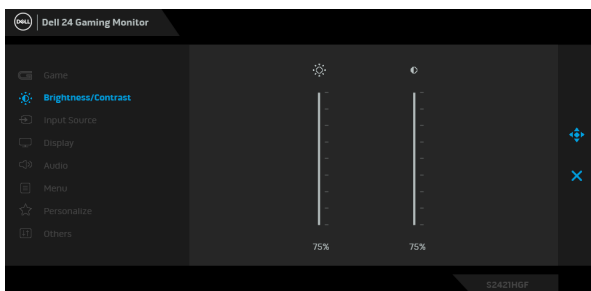 DELL
Dell 24 Gaming Monitor
Game
Brightness/Contrast
Input Source
Display
Audio
Menu
Personalize
Others
75%
75%
S2421HGF